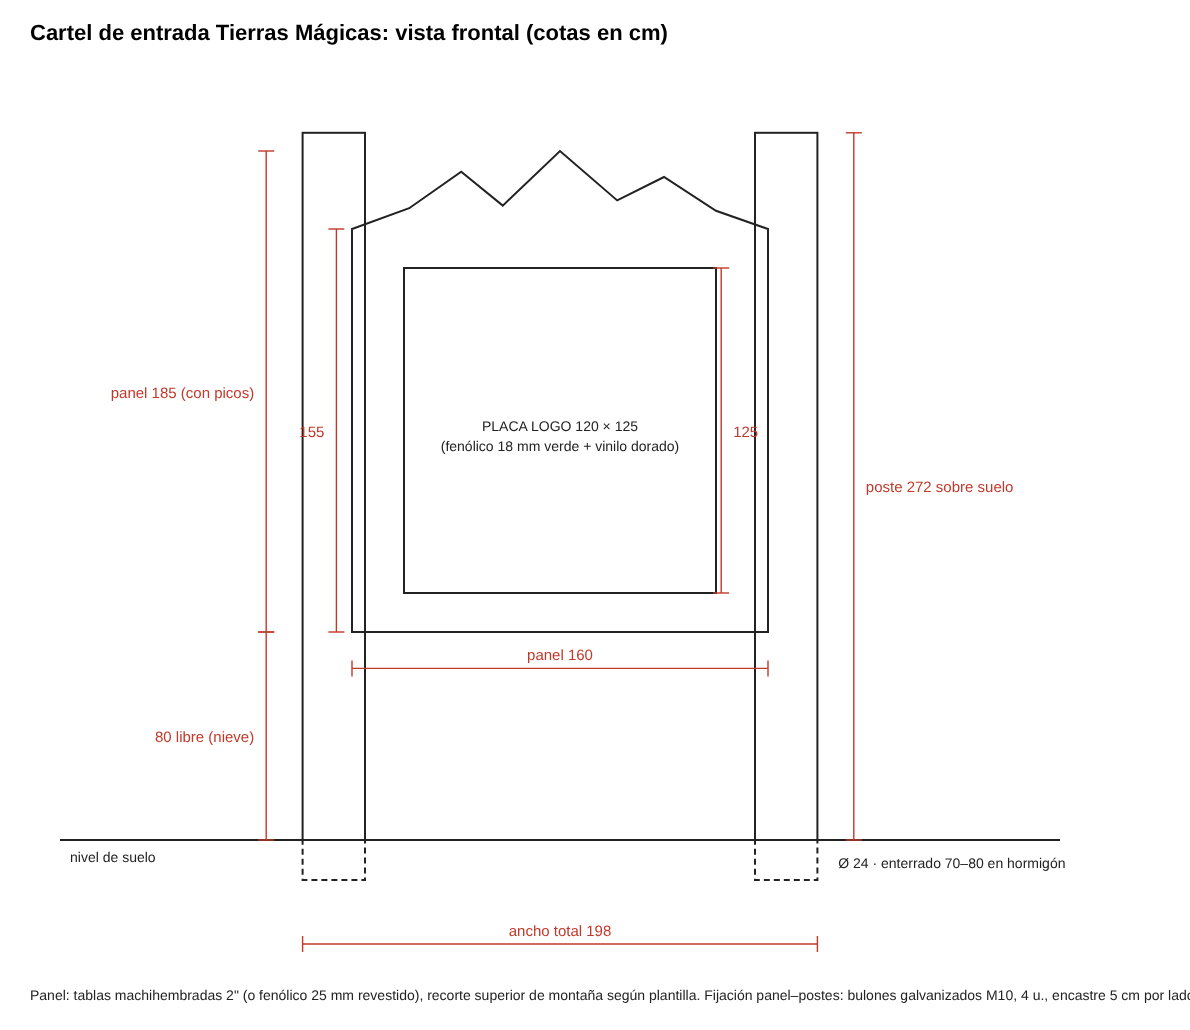 Cartel de entrada Tierras Mágicas: vista frontal (cotas en cm)
panel 185 (con picos)
155
PLACA LOGO 120 × 125
(fenólico 18 mm verde + vinilo dorado)
125
poste 272 sobre suelo
panel 160
80 libre (nieve)
nivel de suelo
Ø 24 · enterrado 70–80 en hormigón
ancho total 198
Panel: tablas machihembradas 2" (o fenólico 25 mm revestido), recorte superior de montaña según plantilla. Fijación panel–postes: bulones galvanizados M10, 4 u., encastre 5 cm por lado